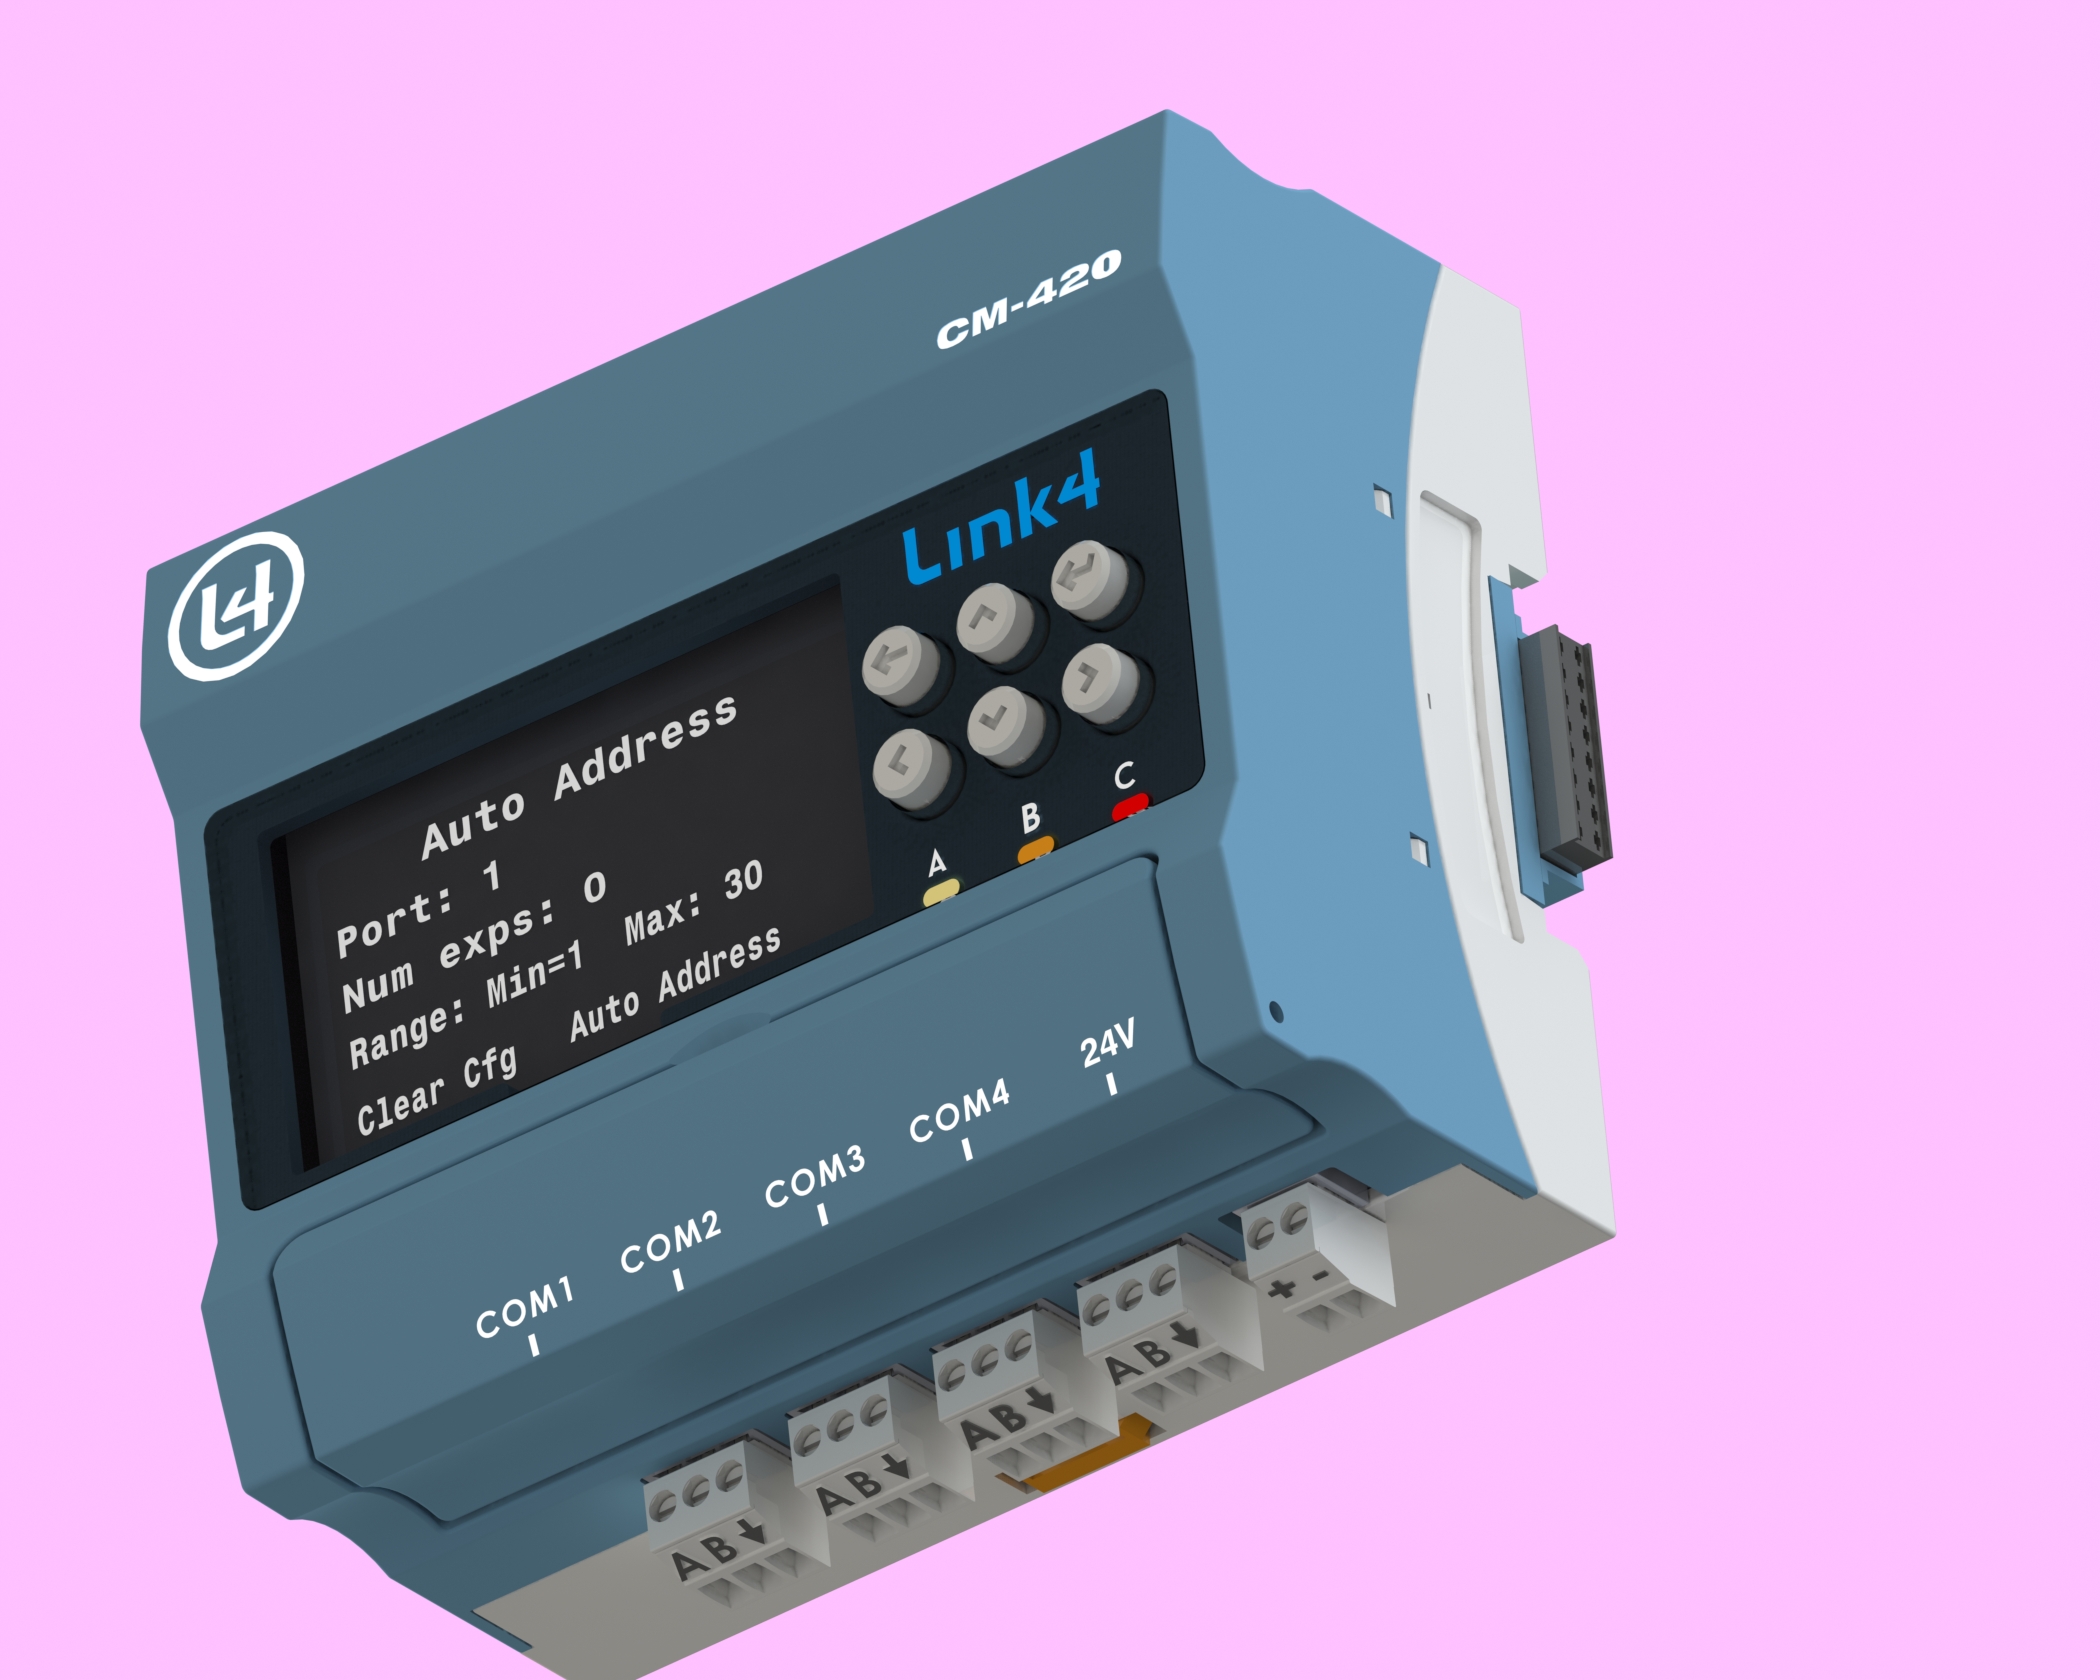 CM-420
L4
Link4
Auto Address
Port: 1
Num exps: 0
Range: Min=1 Max: 30
Clear Cfg Auto Address
A B C
COM1 COM2 COM3 COM4 24V
AB
AB
AB
AB
+ -